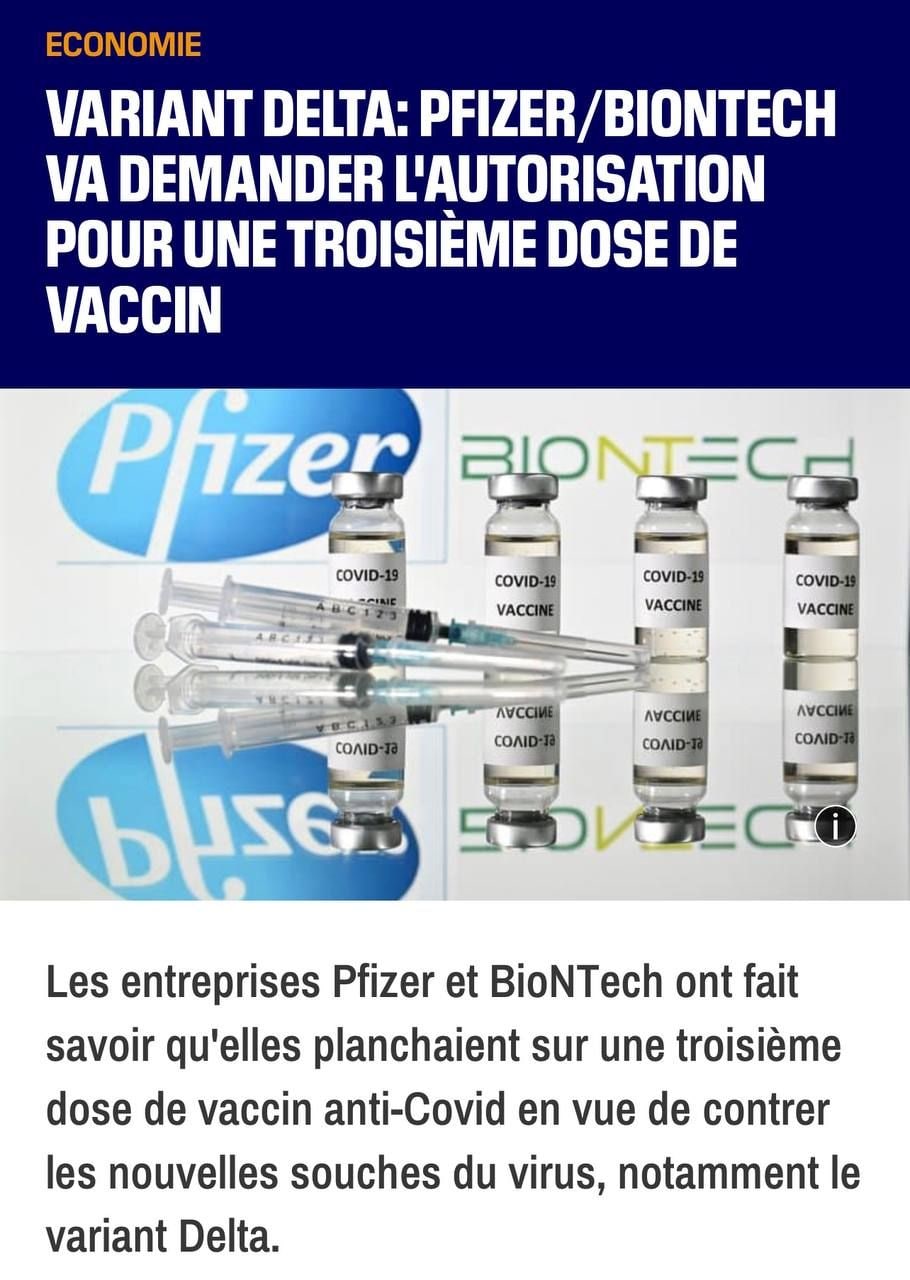 ECONOMIE
VARIANT DELTA: PFIZER/BIONTECH
VA DEMANDER L'AUTORISATION
POUR UNE TROISIÈME DOSE DE
VACCIN
Pfizer
BIONTECH
COVID-19
COVID-19
VACCINE
COVID-19
VACCINE
COVID-19
VACCINE
A B C 1 2 3
i
Les entreprises Pfizer et BioNTech ont fait
savoir qu'elles planchaient sur une troisième
dose de vaccin anti-Covid en vue de contrer
les nouvelles souches du virus, notamment le
variant Delta.